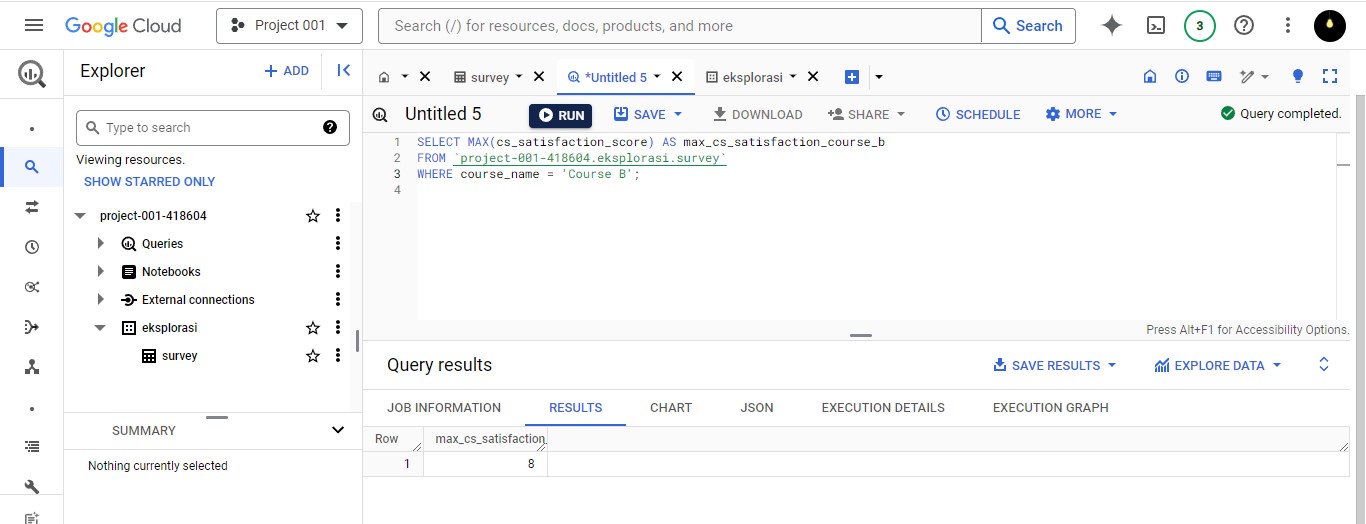 Google Cloud
Project 001
Search (/) for resources, docs, products, and more
Search
3
Explorer
+ ADD
survey
*Untitled 5
eksplorasi
Untitled 5
RUN
SAVE
DOWNLOAD
SHARE
SCHEDULE
MORE
Query completed.
Type to search
Viewing resources.
SHOW STARRED ONLY
project-001-418604
Queries
Notebooks
External connections
eksplorasi
survey
SUMMARY
Nothing currently selected
1 SELECT MAX(cs_satisfaction_score) AS max_cs_satisfaction_course_b
2 FROM `project-001-418604.eksplorasi.survey`
3 WHERE course_name = 'Course B';
4
Press Alt+F1 for Accessibility Options.
Query results
SAVE RESULTS
EXPLORE DATA
JOB INFORMATION
RESULTS
CHART
JSON
EXECUTION DETAILS
EXECUTION GRAPH
Row max_cs_satisfaction_
1 8